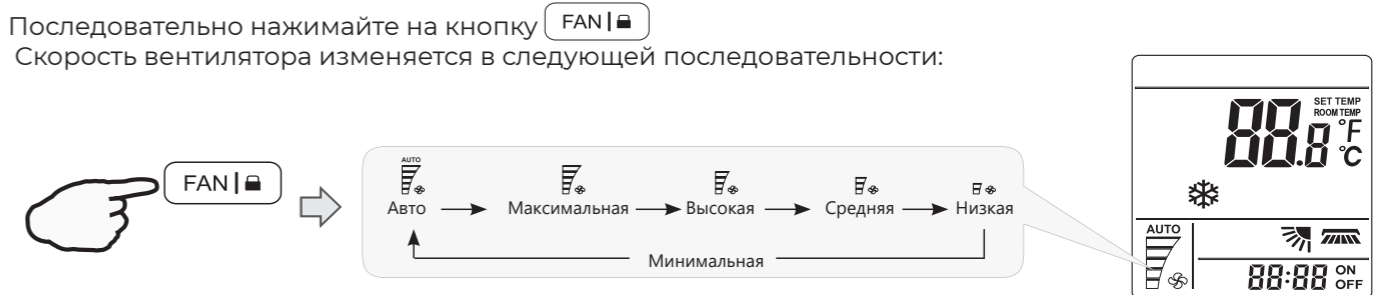 Последовательно нажимайте на кнопку FAN|
Скорость вентилятора изменяется в следующей последовательности:
FAN|
AUTO
Авто Максимальная Высокая Средняя Низкая
Минимальная
88.8 SET TEMP
ROOM TEMP
°F
°C
AUTO
88:88 ON
OFF